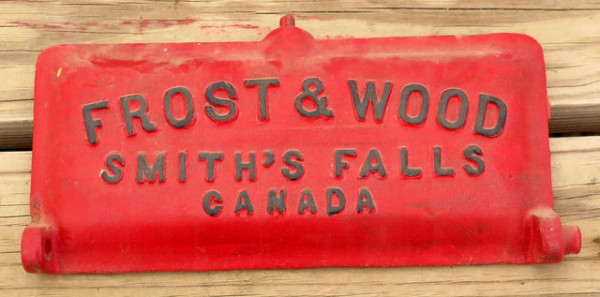 FROST & WOOD
SMITH'S FALLS
CANADA